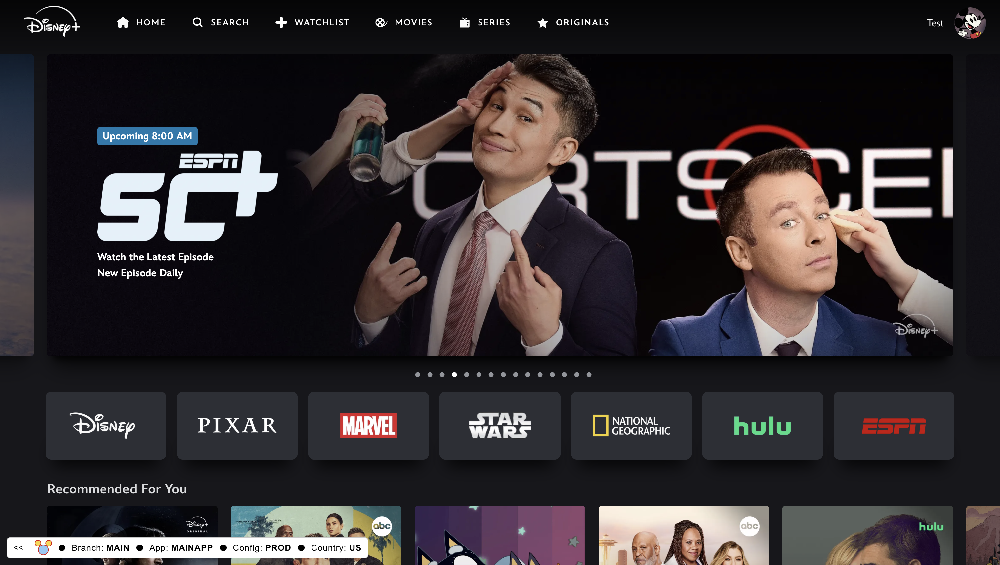 Disney+
HOME
SEARCH
WATCHLIST
MOVIES
SERIES
ORIGINALS
Test
Upcoming 8:00 AM
ESPN
SC+
Watch the Latest Episode
New Episode Daily
RTS CE
Disney+
Disney
PIXAR
MARVEL
STAR WARS
NATIONAL GEOGRAPHIC
hulu
ESPN
Recommended For You
Disney+
ORIGINAL
abc
abc
hulu
<< Branch: MAIN App: MAINAPP Config: PROD Country: US